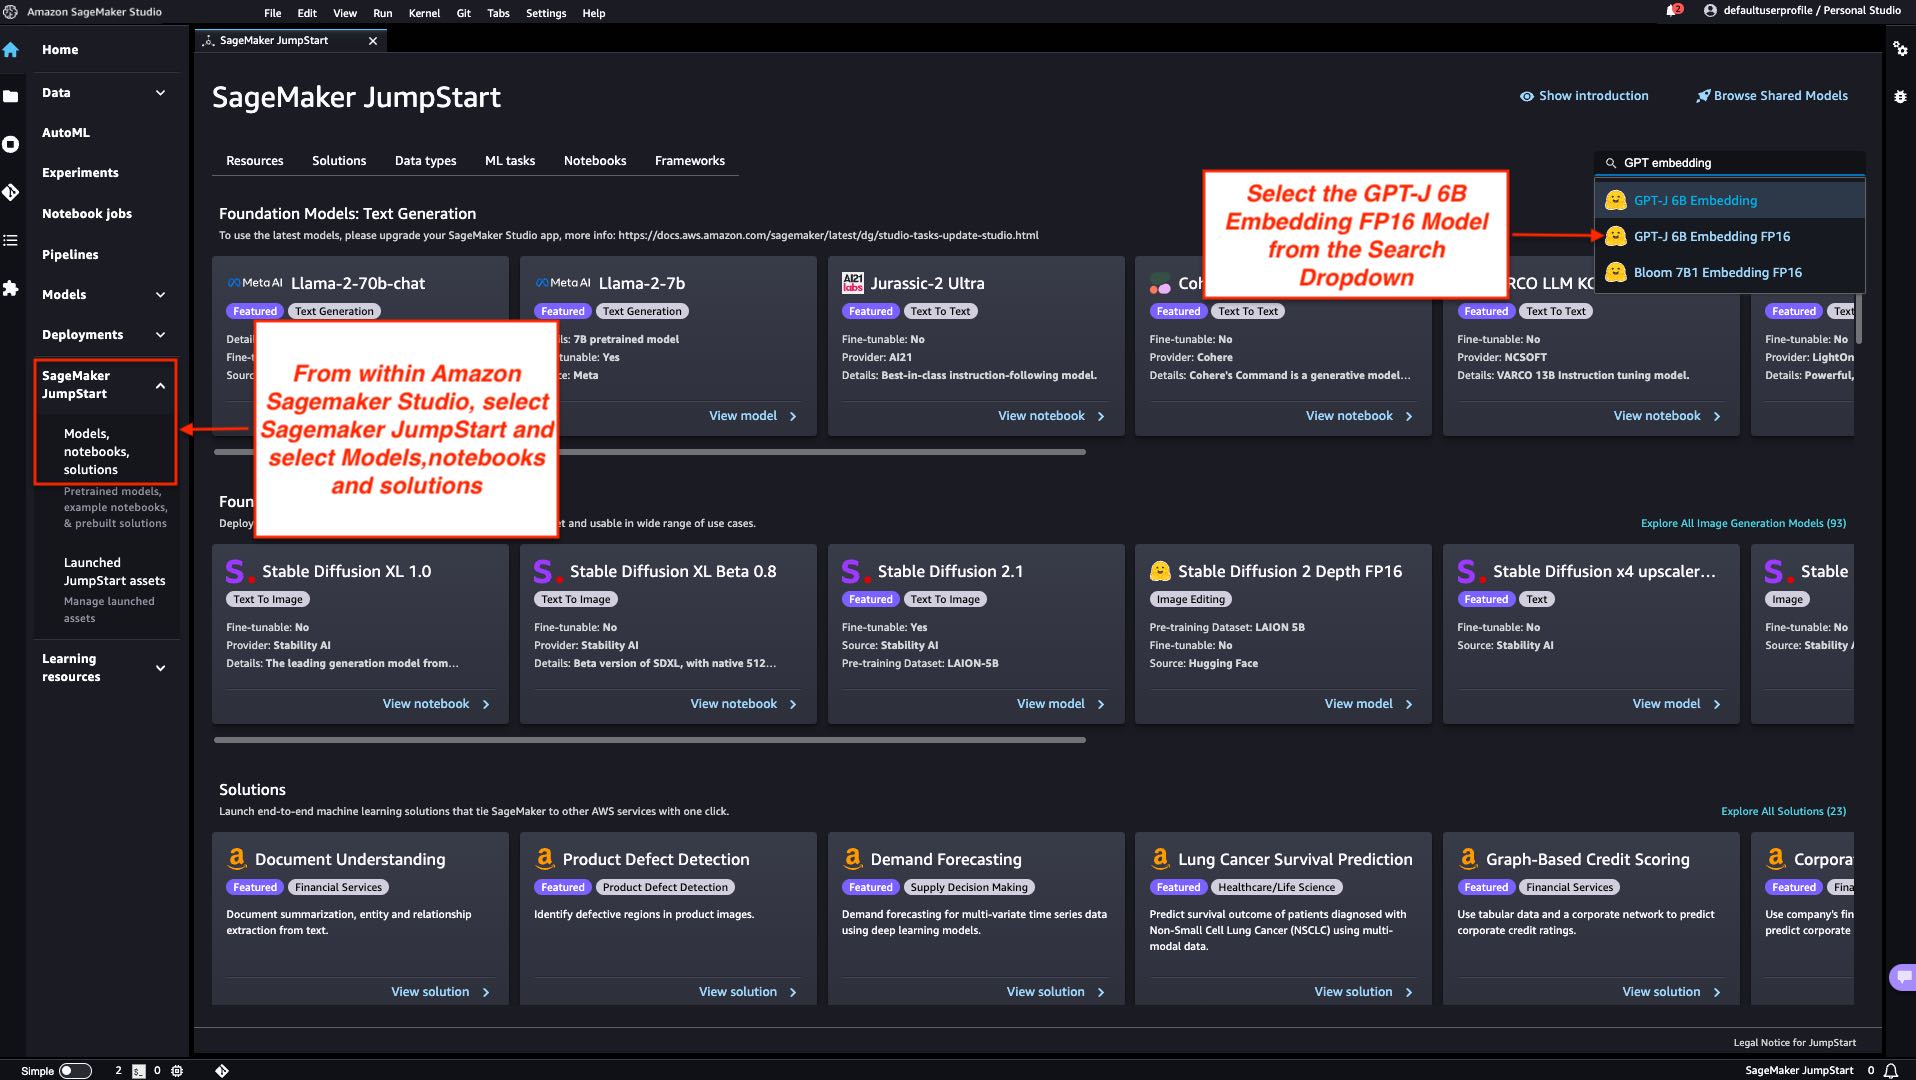 Amazon SageMaker Studio
File Edit View Run Kernel Git Tabs Settings Help
2
defaultuserprofile / Personal Studio
Home
Data
AutoML
Experiments
Notebook jobs
Pipelines
Models
Deployments
SageMaker
JumpStart
Models,
notebooks,
solutions
Pretrained models,
example notebooks,
& prebuilt solutions
Launched
JumpStart assets
Manage launched
assets
Learning
resources
SageMaker JumpStart
SageMaker JumpStart
Show introduction
Browse Shared Models
Resources Solutions Data types ML tasks Notebooks Frameworks
GPT embedding
GPT-J 6B Embedding
GPT-J 6B Embedding FP16
Bloom 7B1 Embedding FP16
Select the GPT-J 6B
Embedding FP16 Model
from the Search
Dropdown
From within Amazon
Sagemaker Studio, select
Sagemaker JumpStart and
select Models,notebooks
and solutions
Foundation Models: Text Generation
To use the latest models, please upgrade your SageMaker Studio app, more info: https://docs.aws.amazon.com/sagemaker/latest/dg/studio-tasks-update-studio.html
Meta AI Llama-2-70b-chat
Featured Text Generation
Detai
Fine-t
Sourc
Meta AI Llama-2-7b
Featured Text Generation
ls: 7B pretrained model
unable: Yes
e: Meta
View model
AI21 labs Jurassic-2 Ultra
Featured Text To Text
Fine-tunable: No
Provider: AI21
Details: Best-in-class instruction-following model.
View notebook
Coh
Featured Text To Text
Fine-tunable: No
Provider: Cohere
Details: Cohere's Command is a generative model...
View notebook
RCO LLM KO
Featured Text To Text
Fine-tunable: No
Provider: NCSOFT
Details: VARCO 13B Instruction tuning model.
View notebook
Featured Text
Fine-tunable: No
Provider: LightOn
Details: Powerful,
Foun
Deploy
et and usable in wide range of use cases.
Explore All Image Generation Models (93)
S. Stable Diffusion XL 1.0
Text To Image
Fine-tunable: No
Provider: Stability AI
Details: The leading generation model from...
View notebook
S. Stable Diffusion XL Beta 0.8
Text To Image
Fine-tunable: No
Provider: Stability AI
Details: Beta version of SDXL, with native 512...
View notebook
S. Stable Diffusion 2.1
Featured Text To Image
Fine-tunable: Yes
Source: Stability AI
Pre-training Dataset: LAION-5B
View model
Stable Diffusion 2 Depth FP16
Image Editing
Pre-training Dataset: LAION 5B
Fine-tunable: No
Source: Hugging Face
View model
S. Stable Diffusion x4 upscaler...
Featured Text
Fine-tunable: No
Source: Stability AI
View model
S. Stable
Image
Fine-tunable: No
Source: Stability A
Solutions
Launch end-to-end machine learning solutions that tie SageMaker to other AWS services with one click.
Explore All Solutions (23)
a Document Understanding
Featured Financial Services
Document summarization, entity and relationship
extraction from text.
View solution
a Product Defect Detection
Featured Product Defect Detection
Identify defective regions in product images.
View solution
a Demand Forecasting
Featured Supply Decision Making
Demand forecasting for multi-variate time series data
using deep learning models.
View solution
a Lung Cancer Survival Prediction
Featured Healthcare/Life Science
Predict survival outcome of patients diagnosed with
Non-Small Cell Lung Cancer (NSCLC) using multi-
modal data.
View solution
a Graph-Based Credit Scoring
Featured Financial Services
Use tabular data and a corporate network to predict
corporate credit ratings.
View solution
a Corpora
Featured Fina
Use company's fin
predict corporate
Legal Notice for JumpStart
Simple 2 $_ 0
SageMaker JumpStart 0